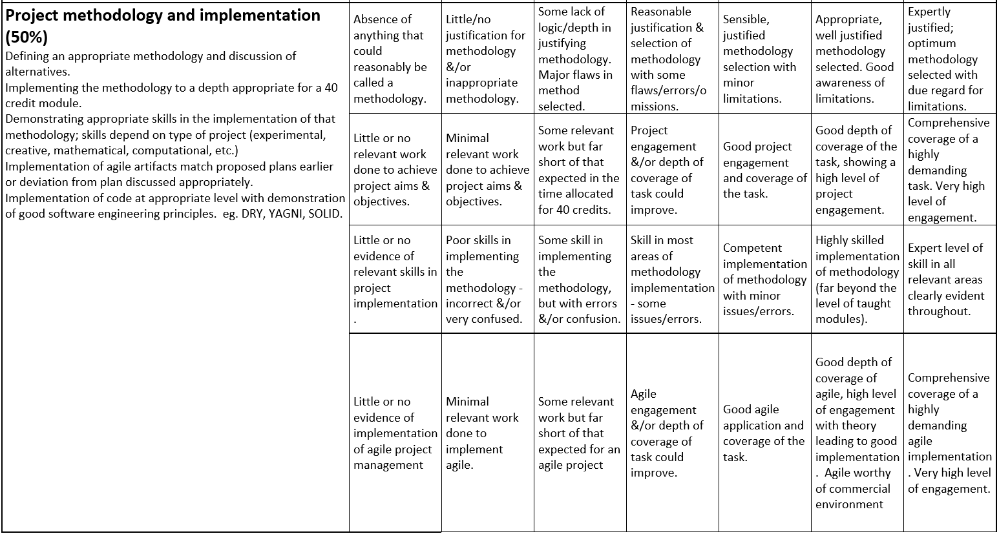 Project methodology and implementation
(50%)
Defining an appropriate methodology and discussion of
alternatives.
Implementing the methodology to a depth appropriate for a 40
credit module.
Demonstrating appropriate skills in the implementation of that
methodology; skills depend on type of project (experimental,
creative, mathematical, computational, etc.)
Implementation of agile artifacts match proposed plans earlier
or deviation from plan discussed appropriately.
Implementation of code at appropriate level with demonstration
of good software engineering principles.  eg. DRY, YAGNI, SOLID.
Absence of
anything that
could
reasonably be
called a
methodology.
Little/no
justification for
methodology
&/or
inappropriate
methodology.
Some lack of
logic/depth in
justifying
methodology.
Major flaws in
method
selected.
Reasonable
justification &
selection of
methodology
with some
flaws/errors/o
missions.
Sensible,
justified
methodology
selection with
minor
limitations.
Appropriate,
well justified
methodology
selected. Good
awareness of
limitations.
Expertly
justified;
optimum
methodology
selected with
due regard for
limitations.
Little or no
relevant work
done to achieve
project aims &
objectives.
Minimal
relevant work
done to achieve
project aims &
objectives.
Some relevant
work but far
short of that
expected in the
time allocated
for 40 credits.
Project
engagement
&/or depth of
coverage of
task could
improve.
Good project
engagement
and coverage of
the task.
Good depth of
coverage of the
task, showing a
high level of
project
engagement.
Comprehensive
coverage of a
highly
demanding
task. Very high
level of
engagement.
Little or no
evidence of
relevant skills in
project
implementation
.
Poor skills in
implementing
the
methodology -
incorrect &/or
very confused.
Some skill in
implementing
the
methodology,
but with errors
&/or confusion.
Skill in most
areas of
methodology
implementation
- some
issues/errors.
Competent
implementation
of methodology
with minor
issues/errors.
Highly skilled
implementation
of methodology
(far beyond the
level of taught
modules).
Expert level of
skill in all
relevant areas
clearly evident
throughout.
Little or no
evidence of
implementation
of agile project
management
Minimal
relevant work
done to
implement
agile.
Some relevant
work but far
short of that
expected for an
agile project
Agile
engagement
&/or depth of
coverage of
task could
improve.
Good agile
application and
coverage of the
task.
Good depth of
coverage of
agile, high level
of engagement
with theory
leading to good
implementation
.  Agile worthy
of commercial
environment
Comprehensive
coverage of a
highly
demanding
agile
implementation
. Very high level
of engagement.